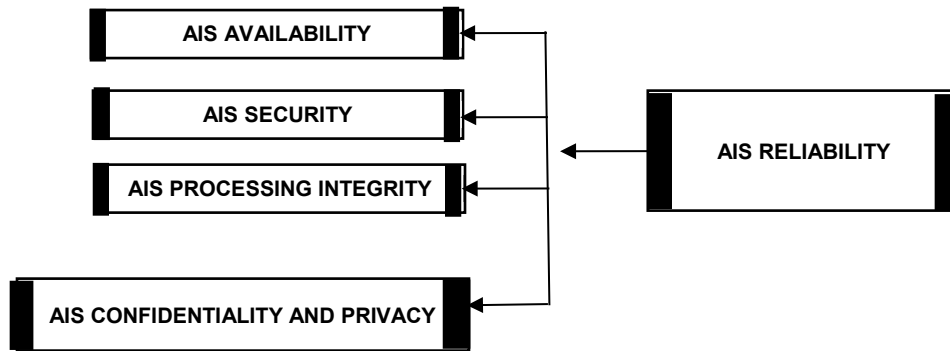 AIS AVAILABILITY
AIS SECURITY
AIS RELIABILITY
AIS PROCESSING INTEGRITY
AIS CONFIDENTIALITY AND PRIVACY